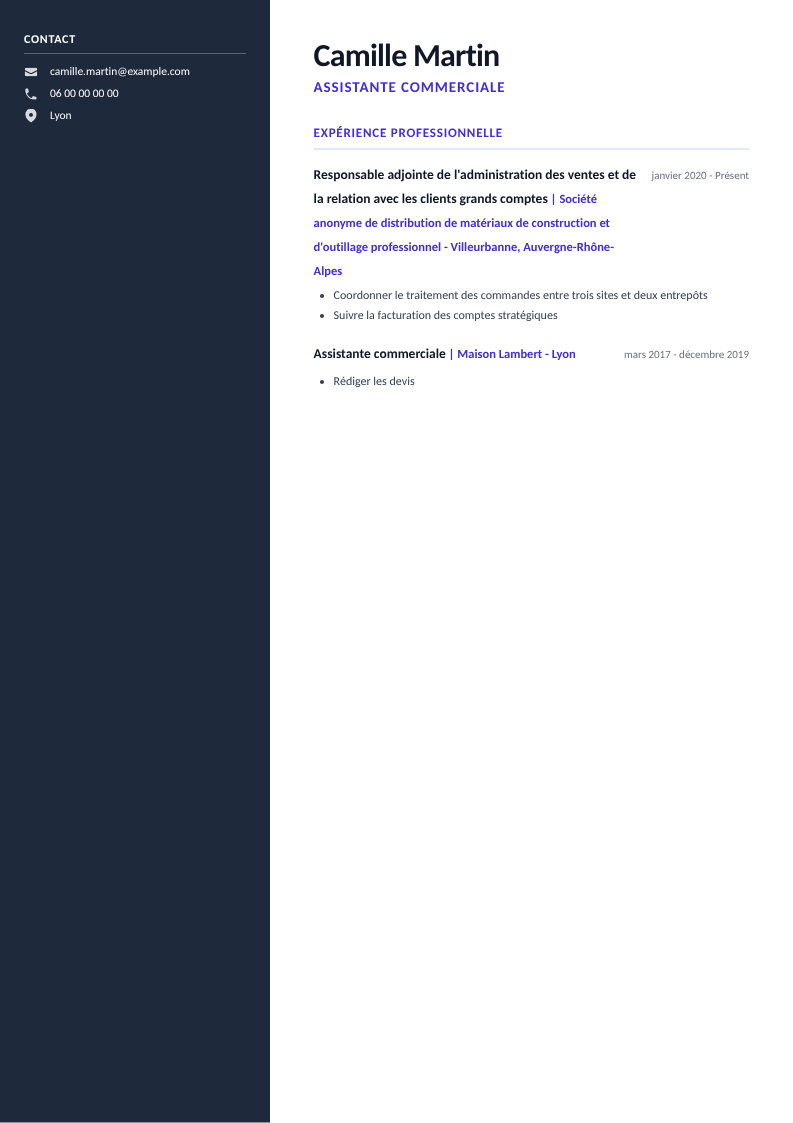 CONTACT
camille.martin@example.com
06 00 00 00 00
Lyon
Camille Martin
ASSISTANTE COMMERCIALE
EXPÉRIENCE PROFESSIONNELLE
Responsable adjointe de l'administration des ventes et de janvier 2020 - Présent
la relation avec les clients grands comptes | Société
anonyme de distribution de matériaux de construction et
d'outillage professionnel - Villeurbanne, Auvergne-Rhône-
Alpes
• Coordonner le traitement des commandes entre trois sites et deux entrepôts
• Suivre la facturation des comptes stratégiques
Assistante commerciale | Maison Lambert - Lyon mars 2017 - décembre 2019
• Rédiger les devis